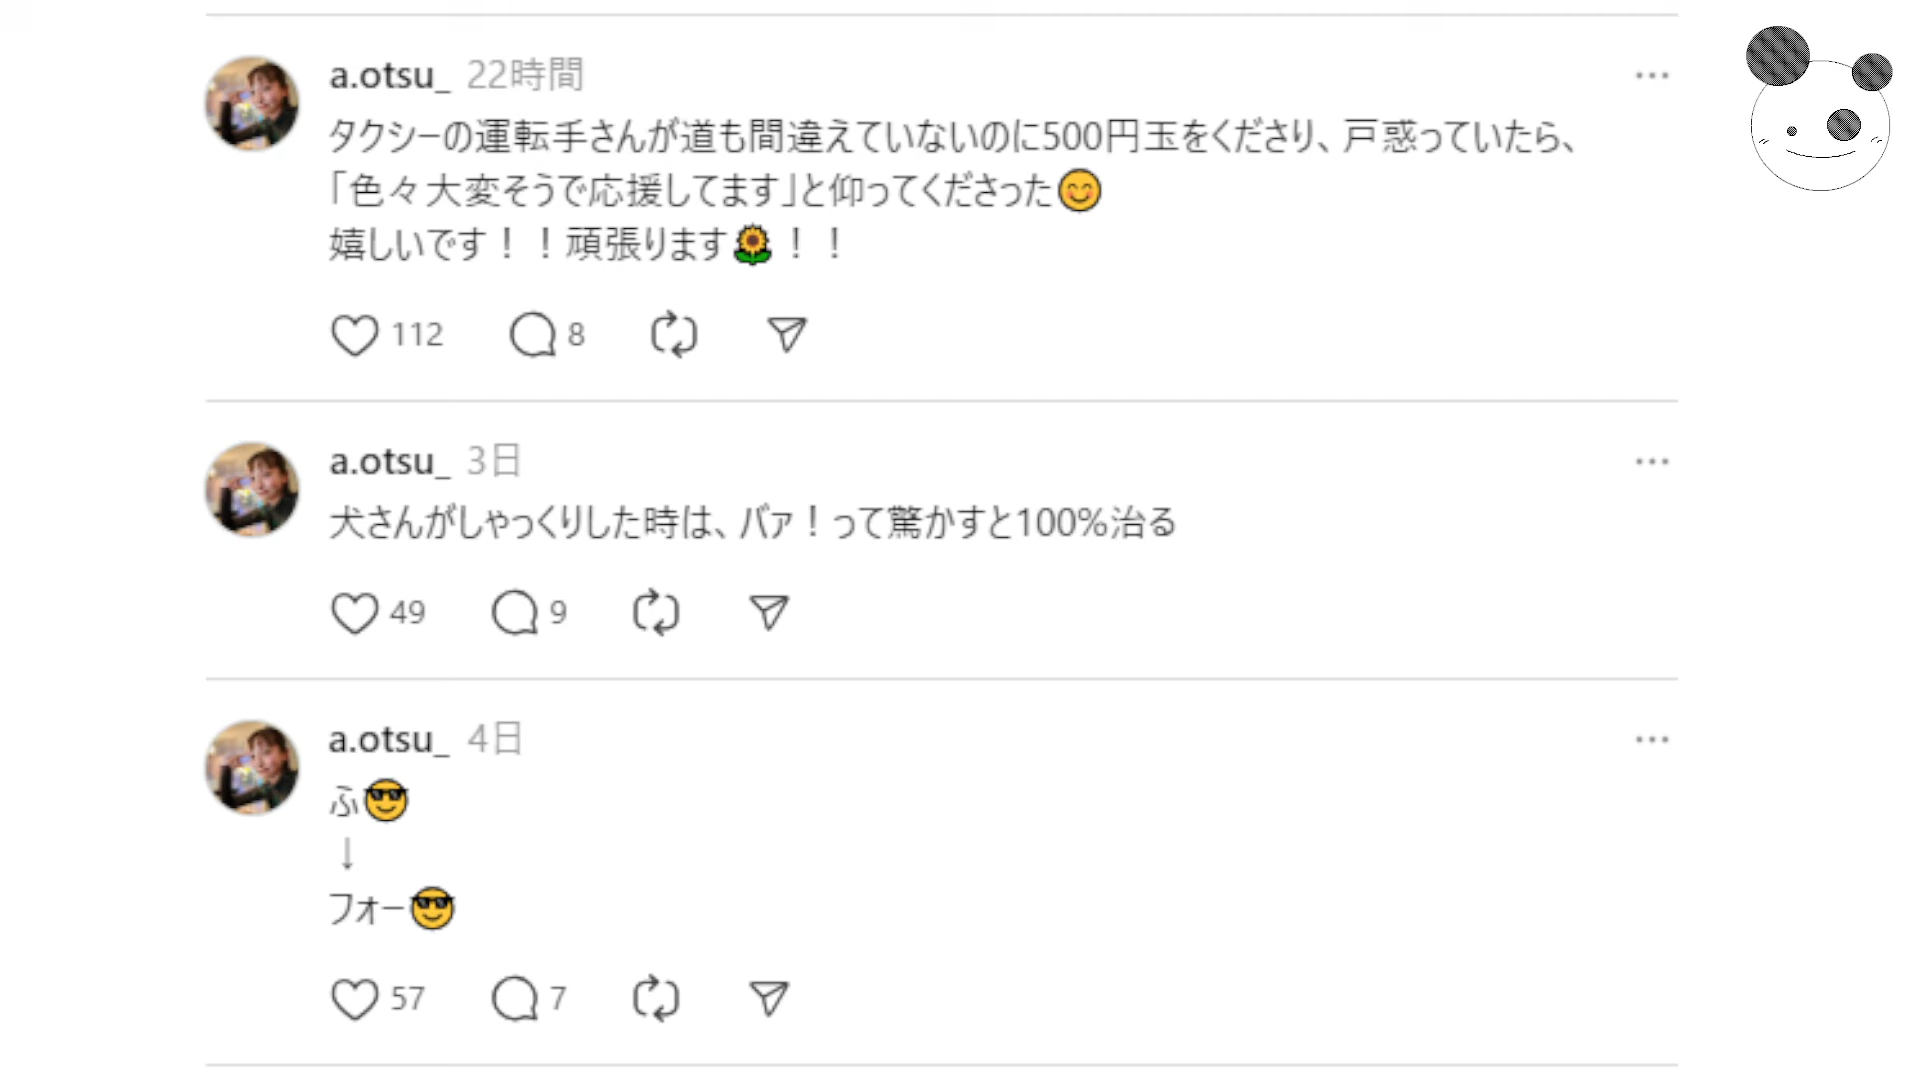 a.otsu_ 22時間
タクシーの運転手さんが道も間違えていないのに500円玉をくださり、戸惑っていたら、
「色々大変そうで応援してます」と仰ってくださった😊
嬉しいです！！頑張ります🌻！！
112 8
a.otsu_ 3日
犬さんがしゃっくりした時は、バァ！って驚かすと100%治る
49 9
a.otsu_ 4日
ふ😎
↓
フォー😎
57 7